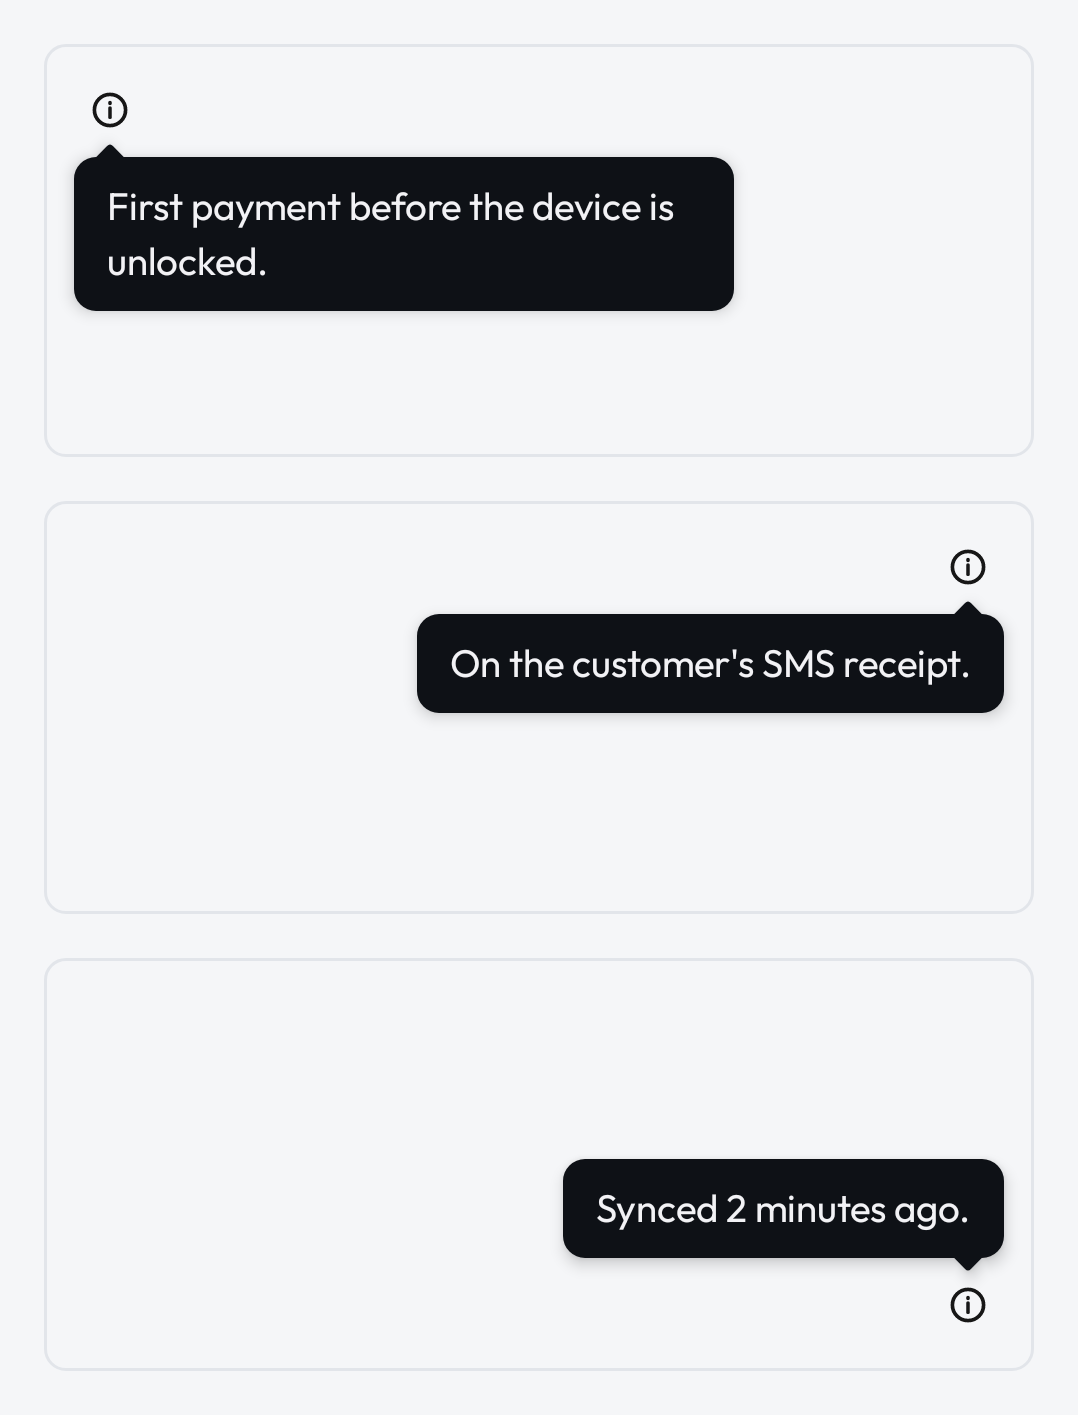 First payment before the device is
unlocked.
On the customer's SMS receipt.
Synced 2 minutes ago.